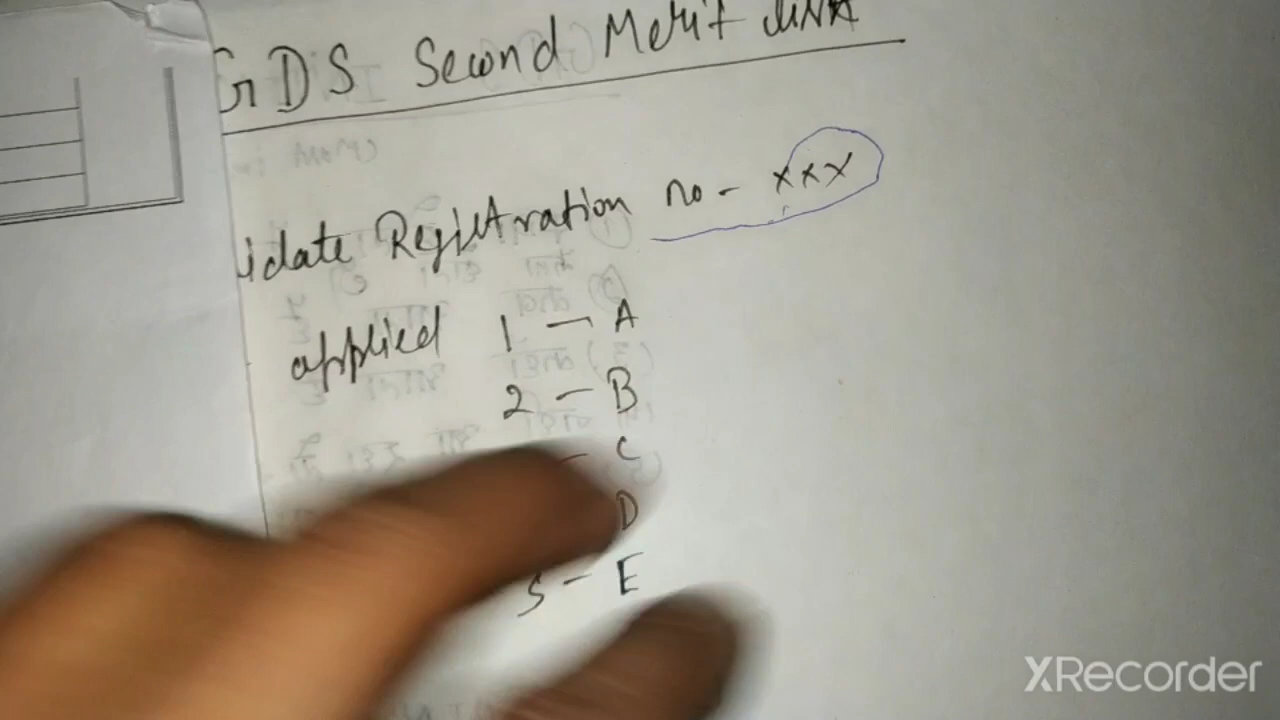 GDS Second Merit
idate Registration no - xxx
applied 1 - A
2 - B
- C
D
5 - E
XRecorder